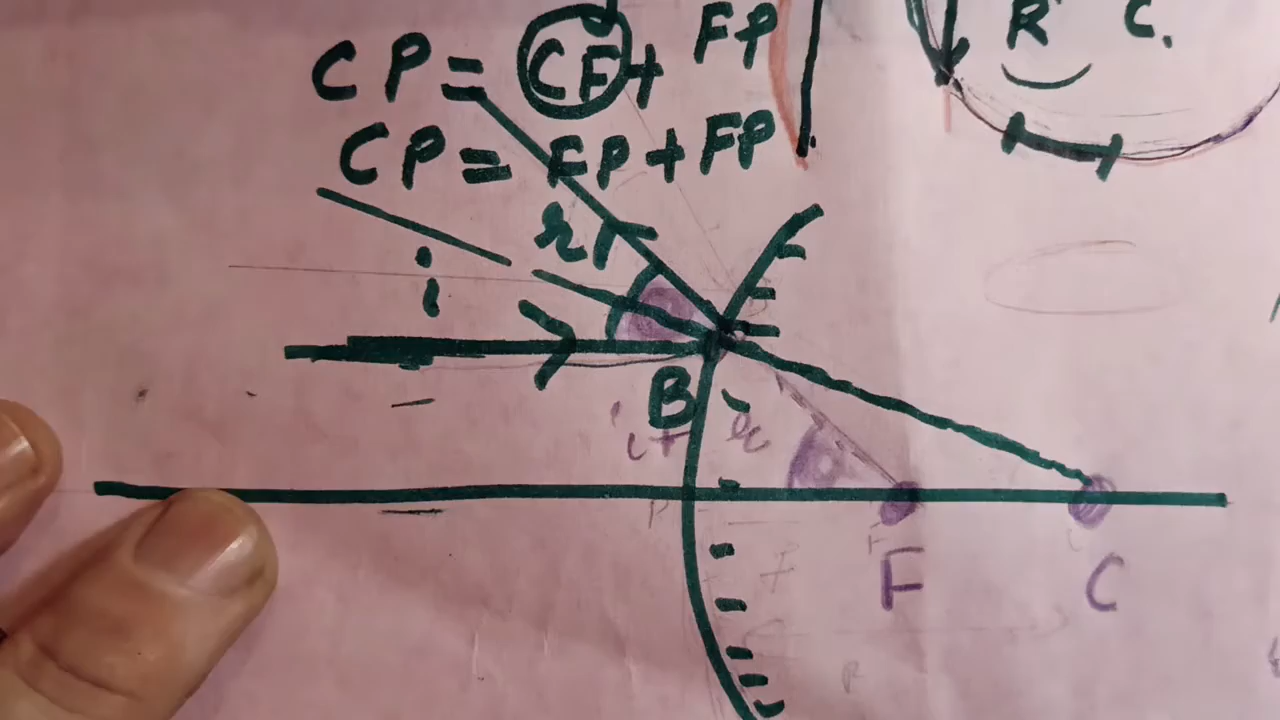 CP = CF + FP
R C.
CP = FP + FP
r
i
B
F
C